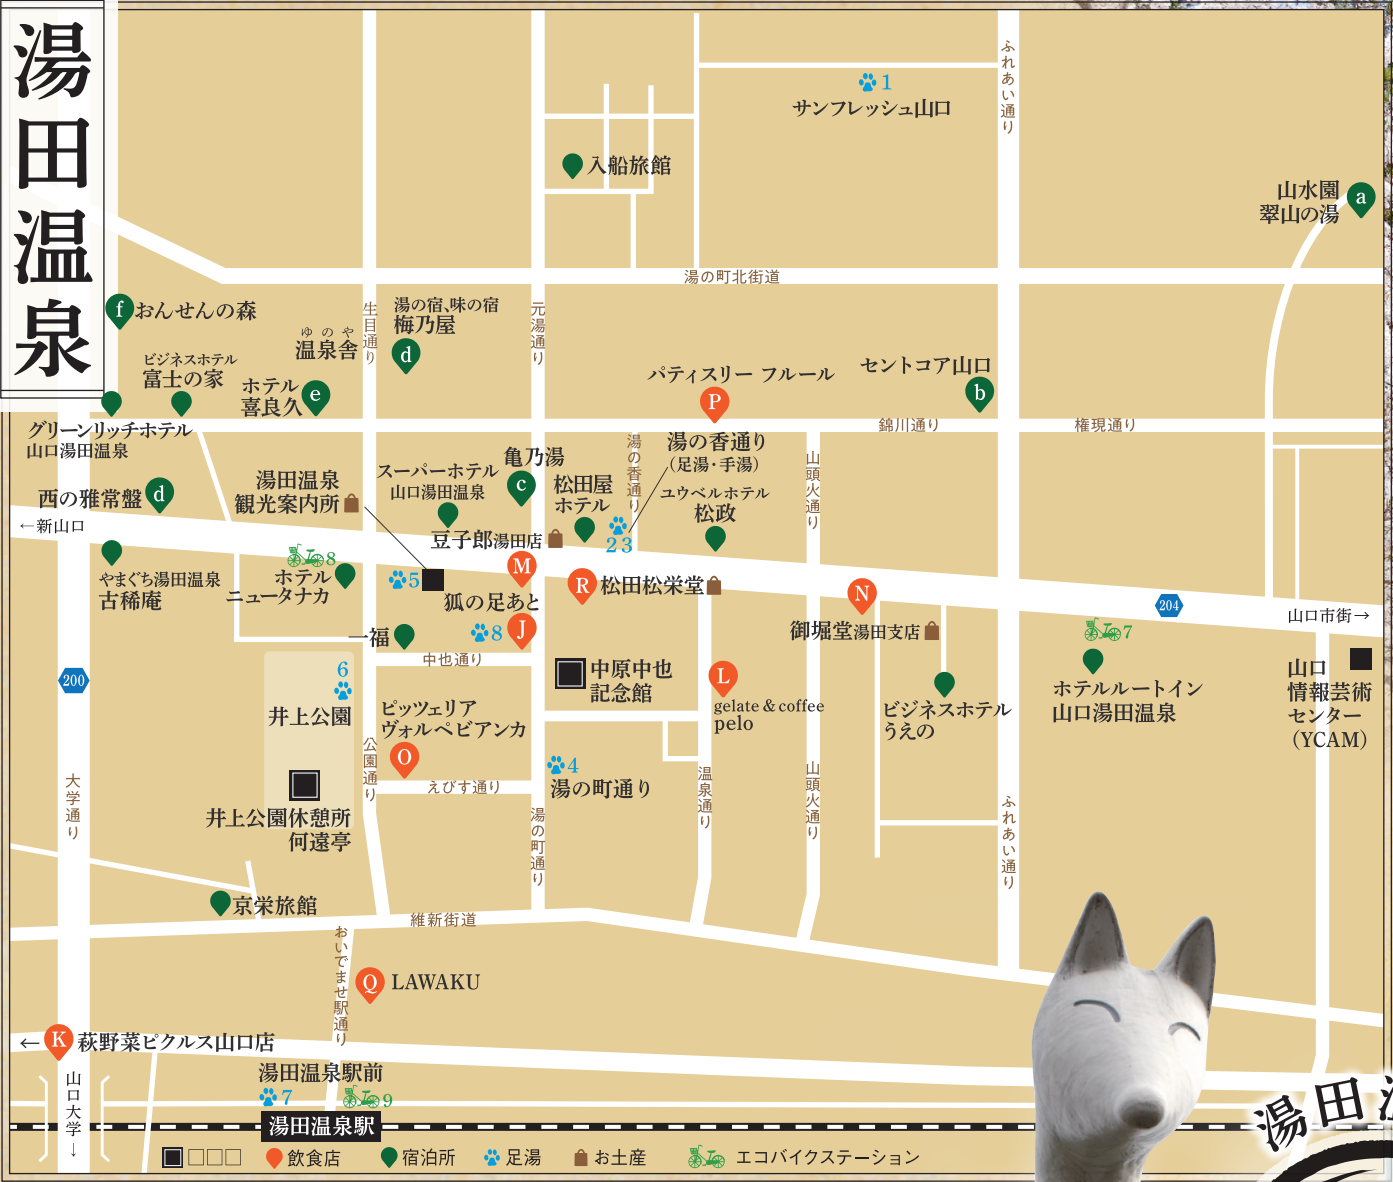 湯田温泉
1
サンフレッシュ山口
ふれあい通り
入船旅館
山水園
翠山の湯
a
湯の町北街道
f
おんせんの森
生目通り
湯の宿、味の宿
梅乃屋
d
元湯通り
ゆのや
温泉舎
ビジネスホテル
富士の家
ホテル
喜良久
e
パティスリー フルール
P
セントコア山口
b
グリーンリッチホテル
山口湯田温泉
錦川通り
権現通り
湯の香通り
湯の香通り
(足湯・手湯)
山頭火通り
亀乃湯
c
スーパーホテル
山口湯田温泉
湯田温泉
観光案内所
松田屋
ホテル
ユウベルホテル
松政
西の雅常盤
d
←新山口
豆子郎湯田店
2 3
8
ホテル
ニュータナカ
やまぐち湯田温泉
古稀庵
5
M
R
松田松栄堂
N
204
山口市街→
狐の足あと
8
J
一福
中也通り
御堀堂湯田支店
7
ホテルルートイン
山口湯田温泉
200
6
井上公園
中原中也
記念館
L
gelate & coffee
pelo
ビジネスホテル
うえの
山口
情報芸術
センター
(YCAM)
ピッツェリア
ヴォルペビアンカ
O
公園通り
えびす通り
4
湯の町通り
温泉通り
山頭火通り
大学通り
井上公園休憩所
何遠亭
湯の町通り
ふれあい通り
京栄旅館
維新街道
おいでませ駅通り
Q
LAWAKU
←
K
萩野菜ピクルス山口店
山口大学→
湯田温泉駅前
7
9
湯田温泉駅
湯田
□□□
飲食店
宿泊所
足湯
お土産
エコバイクステーション